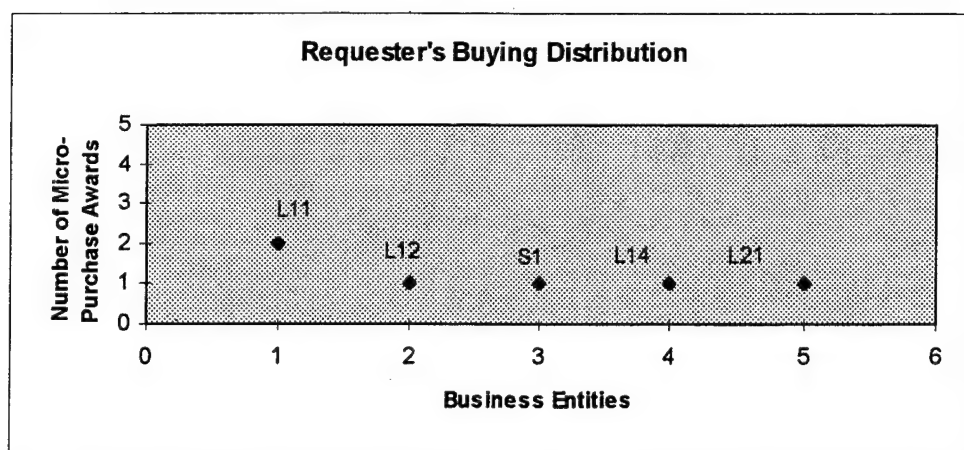 Requester's Buying Distribution
Number of Micro-
Purchase Awards
5
4
3
2
1
0
L11
L12
S1
L14
L21
0 1 2 3 4 5 6
Business Entities